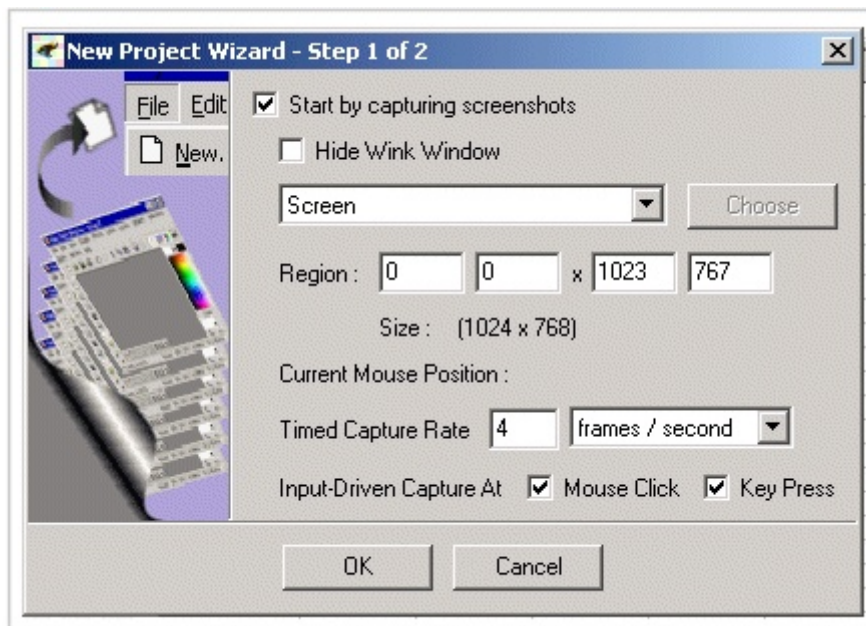 New Project Wizard - Step 1 of 2
File Edit
New.
Start by capturing screenshots
Hide Wink Window
Screen Choose
Region : 0 0 x 1023 767
Size : (1024 x 768)
Current Mouse Position :
Timed Capture Rate 4 frames / second
Input-Driven Capture At Mouse Click Key Press
OK Cancel